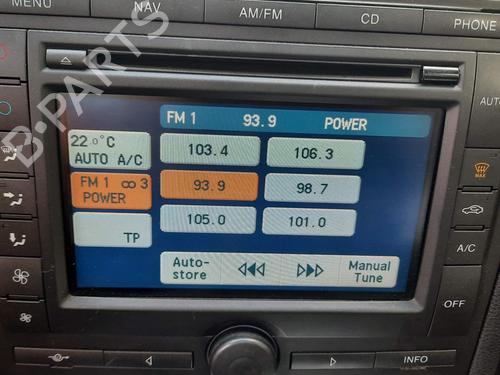 MENU NAV AM/FM CD PHONE
FM 1 93.9 POWER
AUTO
22.0°C
AUTO A/C
103.4 106.3
MAX
FM 1 ∞ 3
POWER
93.9 98.7
105.0 101.0
TP
A/C
Auto-
store
Manual
Tune
OFF
INFO
B-PARTS